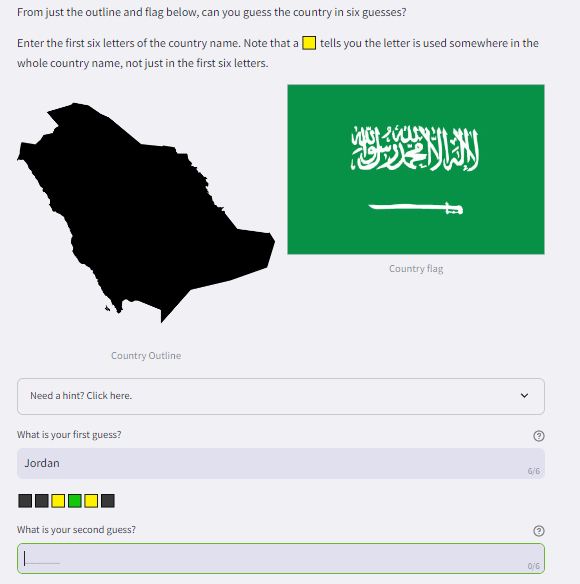 From just the outline and flag below, can you guess the country in six guesses?
Enter the first six letters of the country name. Note that a tells you the letter is used somewhere in the
whole country name, not just in the first six letters.
لا إله إلا الله محمد رسول الله
Country flag
Country Outline
Need a hint? Click here.
What is your first guess?
Jordan
6/6
What is your second guess?
0/6